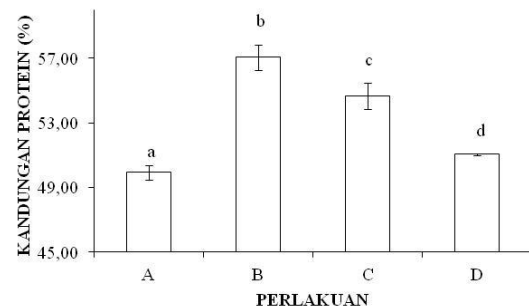 KANDUNGAN PROTEIN (%)
57,00
53,00
49,00
45,00
a
b
c
d
A B C D
PERLAKUAN